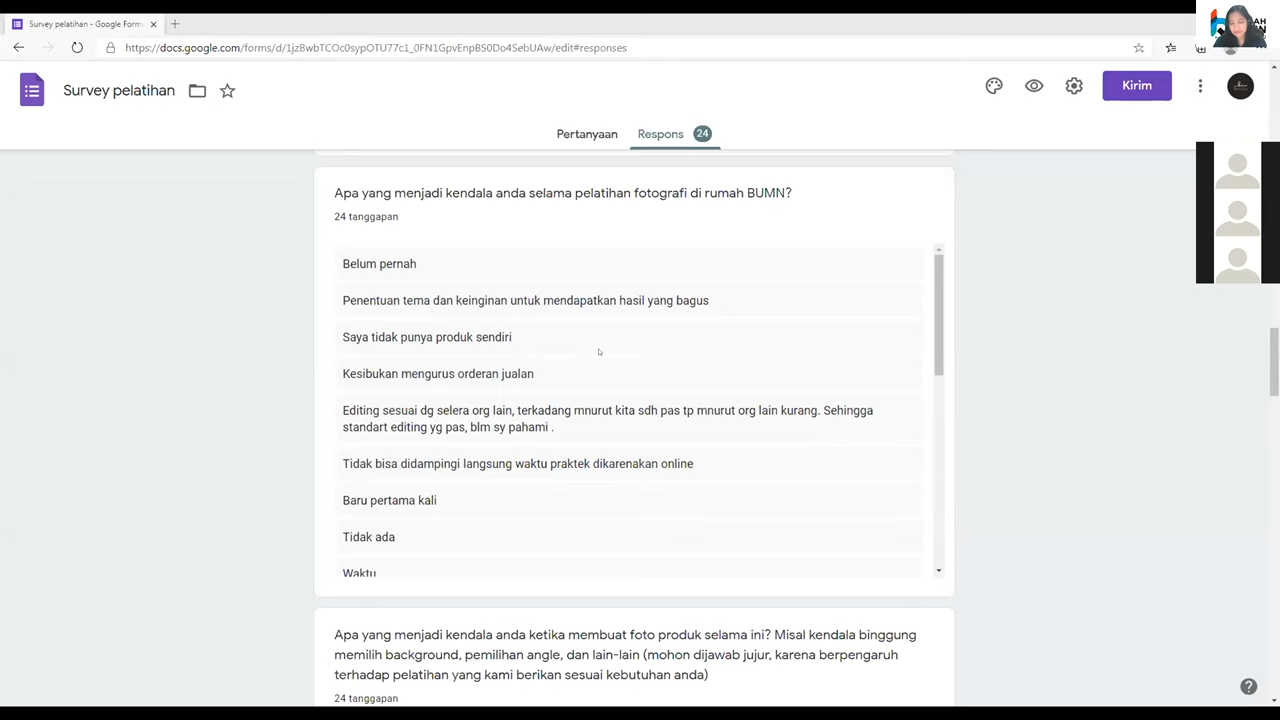 Survey pelatihan - Google Form
https://docs.google.com/forms/d/1jzBwbTCOc0sypOTU77c1_0FN1GpvEnpBS0Do4SebUAw/edit#responses
Survey pelatihan
Kirim
Pertanyaan
Respons 24
Apa yang menjadi kendala anda selama pelatihan fotografi di rumah BUMN?
24 tanggapan
Belum pernah
Penentuan tema dan keinginan untuk mendapatkan hasil yang bagus
Saya tidak punya produk sendiri
Kesibukan mengurus orderan jualan
Editing sesuai dg selera org lain, terkadang mnurut kita sdh pas tp mnurut org lain kurang. Sehingga
standart editing yg pas, blm sy pahami .
Tidak bisa didampingi langsung waktu praktek dikarenakan online
Baru pertama kali
Tidak ada
Waktu
Apa yang menjadi kendala anda ketika membuat foto produk selama ini? Misal kendala binggung
memilih background, pemilihan angle, dan lain-lain (mohon dijawab jujur, karena berpengaruh
terhadap pelatihan yang kami berikan sesuai kebutuhan anda)
24 tanggapan